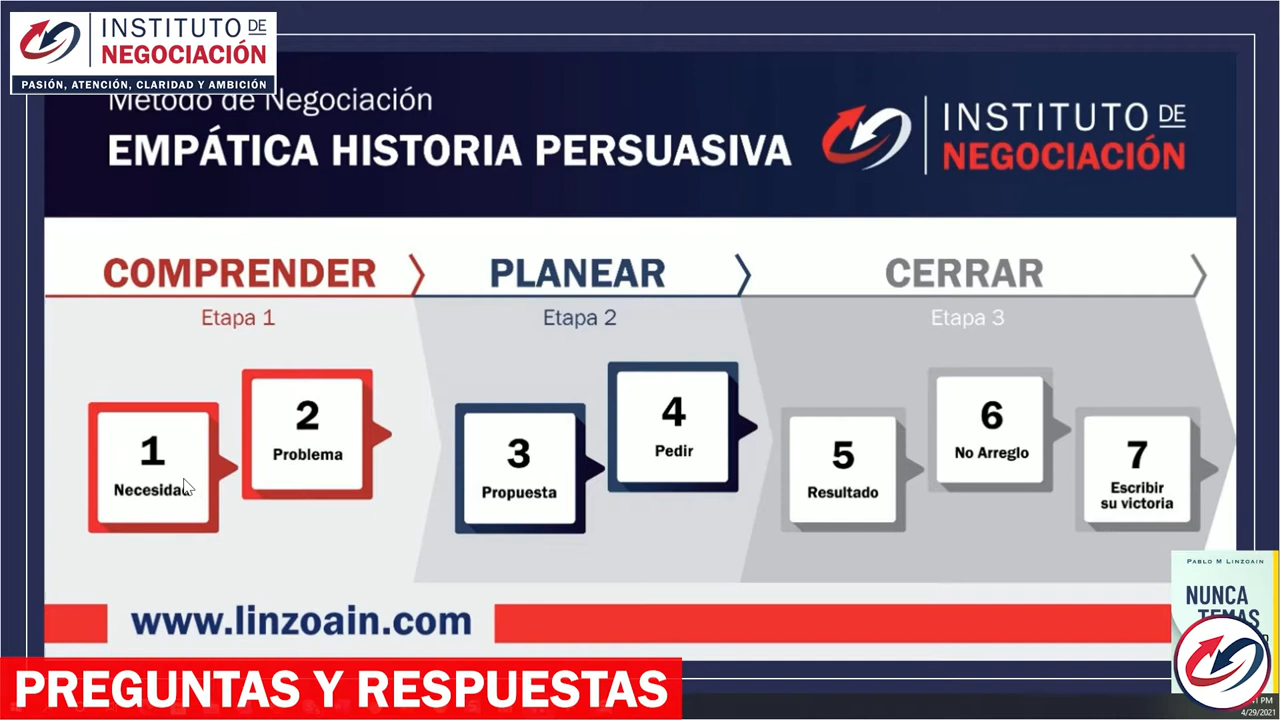 INSTITUTO DE
NEGOCIACIÓN
PASIÓN, ATENCIÓN, CLARIDAD Y AMBICIÓN
Método de Negociación
EMPÁTICA HISTORIA PERSUASIVA
INSTITUTO DE
NEGOCIACIÓN
COMPRENDER
PLANEAR
CERRAR
Etapa 1
Etapa 2
Etapa 3
1
Necesidad
2
Problema
3
Propuesta
4
Pedir
5
Resultado
6
No Arreglo
7
Escribir
su victoria
www.linzoain.com
PABLO M LINZOAIN
NUNCA
TEMAS
PREGUNTAS Y RESPUESTAS
4/29/2021